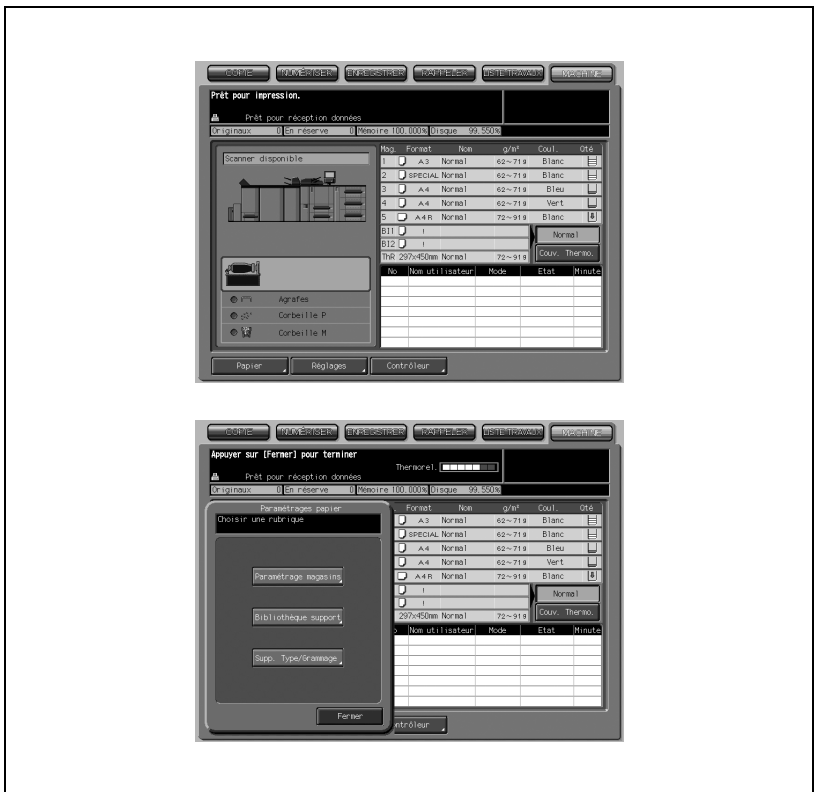 COPIE NUMÉRISER ENREGISTRER RAPPELER LISTE TRAVAUX MACHINE
Prêt pour impression.
Prêt pour réception données
Originaux 0 En réserve 0 Mémoire 100.000% Disque 99.550%
Scanner disponible
Mag. Format Nom g/m² Coul. Qté
1 A3 Normal 62~71g Blanc
2 SPECIAL Normal 62~71g Blanc
3 A4 Normal 62~71g Bleu
4 A4 Normal 62~71g Vert
5 A4R Normal 72~91g Blanc
BI1 !
BI2 !
Normal
ThR 297x450mm Normal 72~91g
Couv. Thermo.
No Nom utilisateur Mode Etat Minute
Agrafes
Corbeille P
Corbeille M
Papier Réglages Contrôleur
COPIE NUMÉRISER ENREGISTRER RAPPELER LISTE TRAVAUX MACHINE
Appuyer sur [Fermer] pour terminer
Thermorel.
Prêt pour réception données
Originaux 0 En réserve 0 Mémoire 100.000% Disque 99.550%
Paramétrages papier
Choisir une rubrique
Paramétrage magasins
Bibliothèque support
Supp. Type/Grammage
Fermer
. Format Nom g/m² Coul. Qté
A3 Normal 62~71g Blanc
SPECIAL Normal 62~71g Blanc
A4 Normal 62~71g Bleu
A4 Normal 62~71g Vert
A4R Normal 72~91g Blanc
!
!
Normal
297x450mm Normal 72~91g
Couv. Thermo.
o Nom utilisateur Mode Etat Minute
ntrôleur